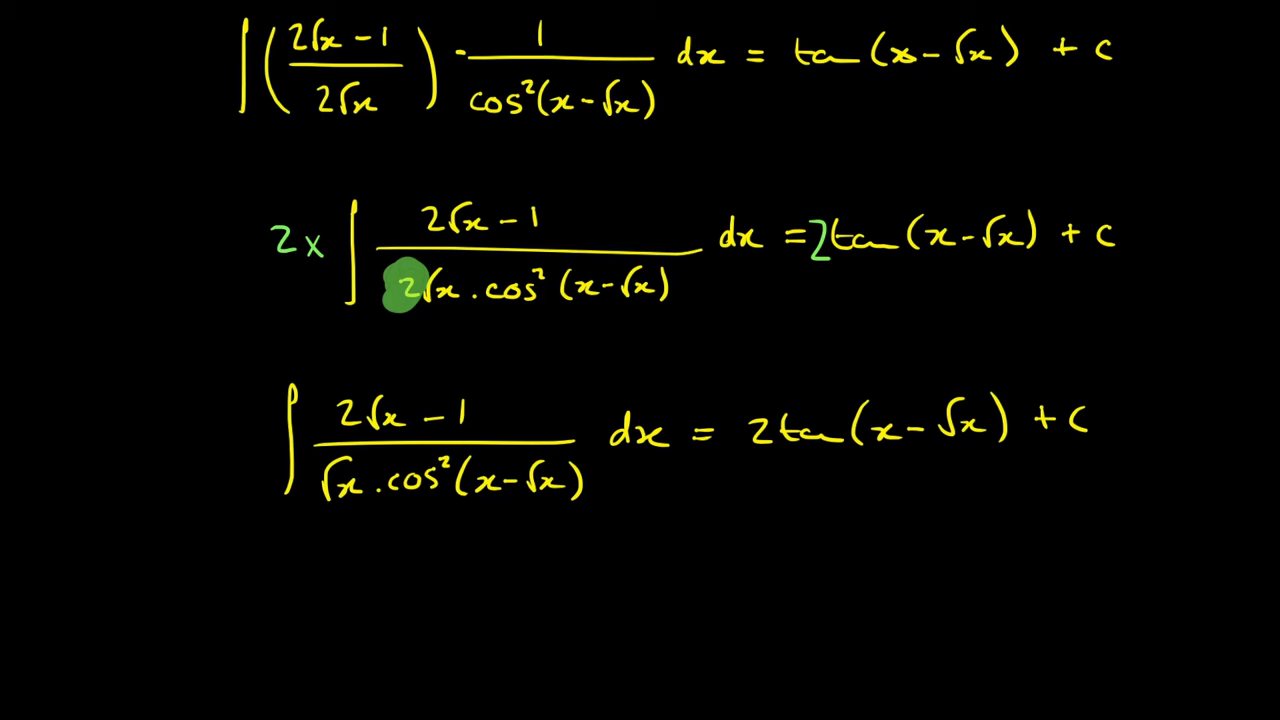 ∫ ( (2√x − 1) / (2√x) ) · 1 / cos²(x − √x) dx = tan(x − √x) + c
2 × ∫ (2√x − 1) / (2√x . cos² (x − √x)) dx = 2tan(x − √x) + c
∫ (2√x − 1) / (√x . cos²(x − √x)) dx = 2tan(x − √x) + c